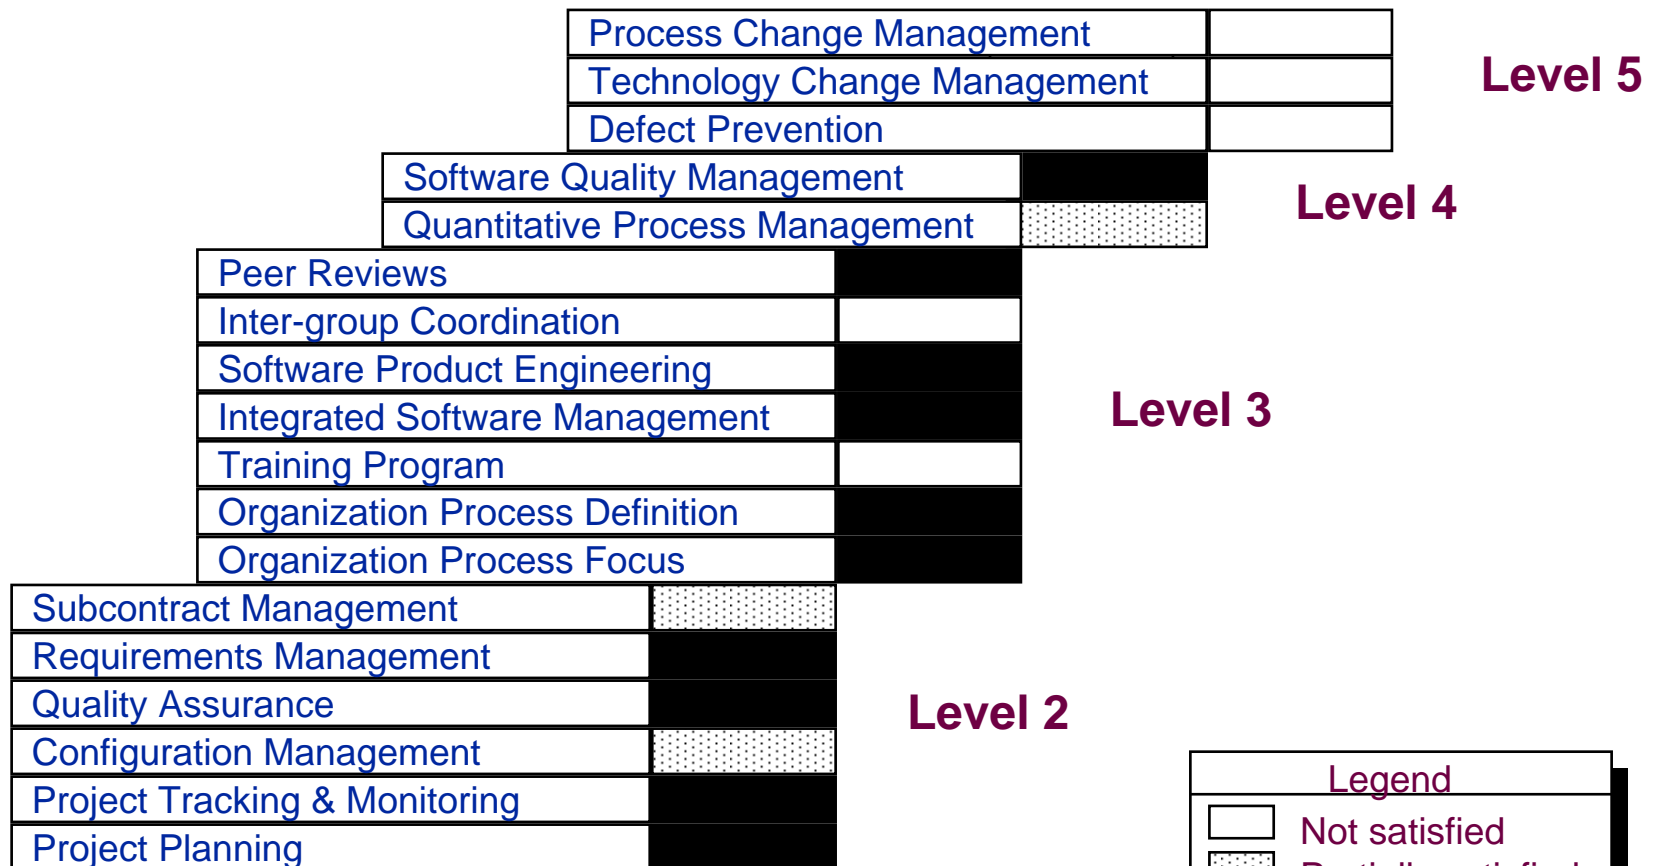 Process Change Management
Technology Change Management
Level 5
Defect Prevention
Software Quality Management
Level 4
Quantitative Process Management
Peer Reviews
Inter-group Coordination
Software Product Engineering
Integrated Software Management
Level 3
Training Program
Organization Process Definition
Organization Process Focus
Subcontract Management
Requirements Management
Quality Assurance
Level 2
Configuration Management
Project Tracking & Monitoring
Project Planning
Legend
Not satisfied
Partially satisfied